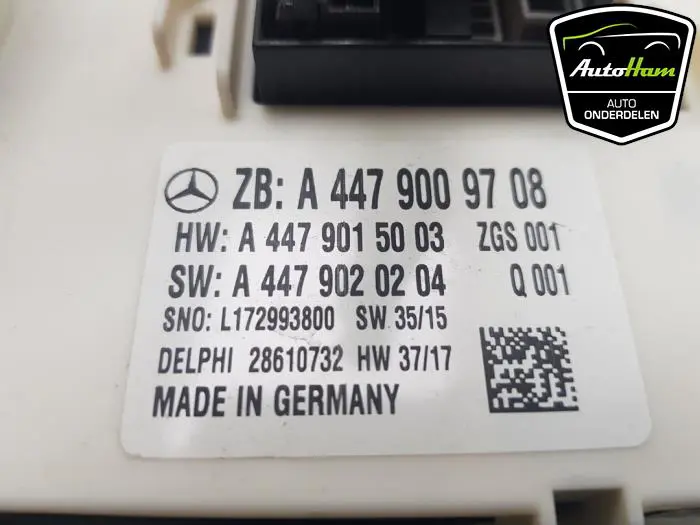 AutoHam
AUTO
ONDERDELEN
ZB: A 447 900 97 08
HW: A 447 901 50 03 ZGS 001
SW: A 447 902 02 04 Q 001
SNO: L172993800 SW 35/15
DELPHI 28610732 HW 37/17
MADE IN GERMANY